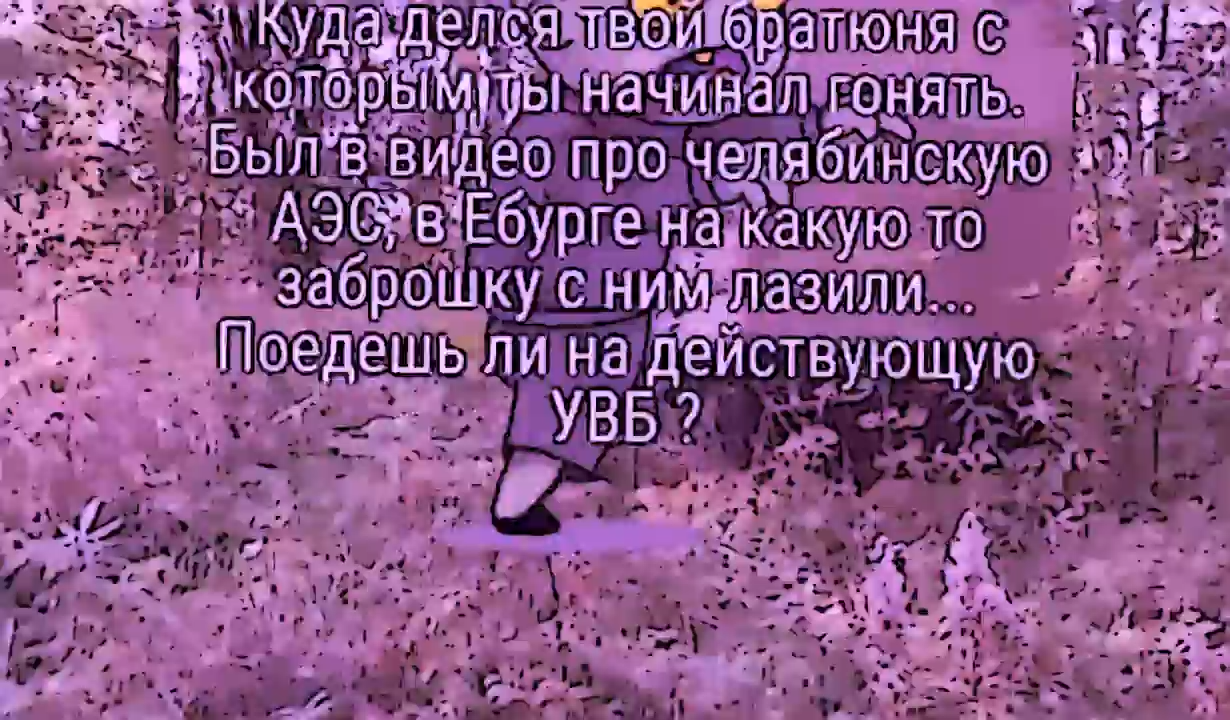 Куда делся твой братюня с
которым ты начинал гонять.
Был в видео про челябинскую
АЭС, в Ебурге на какую то
заброшку с ним лазили...
Поедешь ли на действующую
УВБ ?